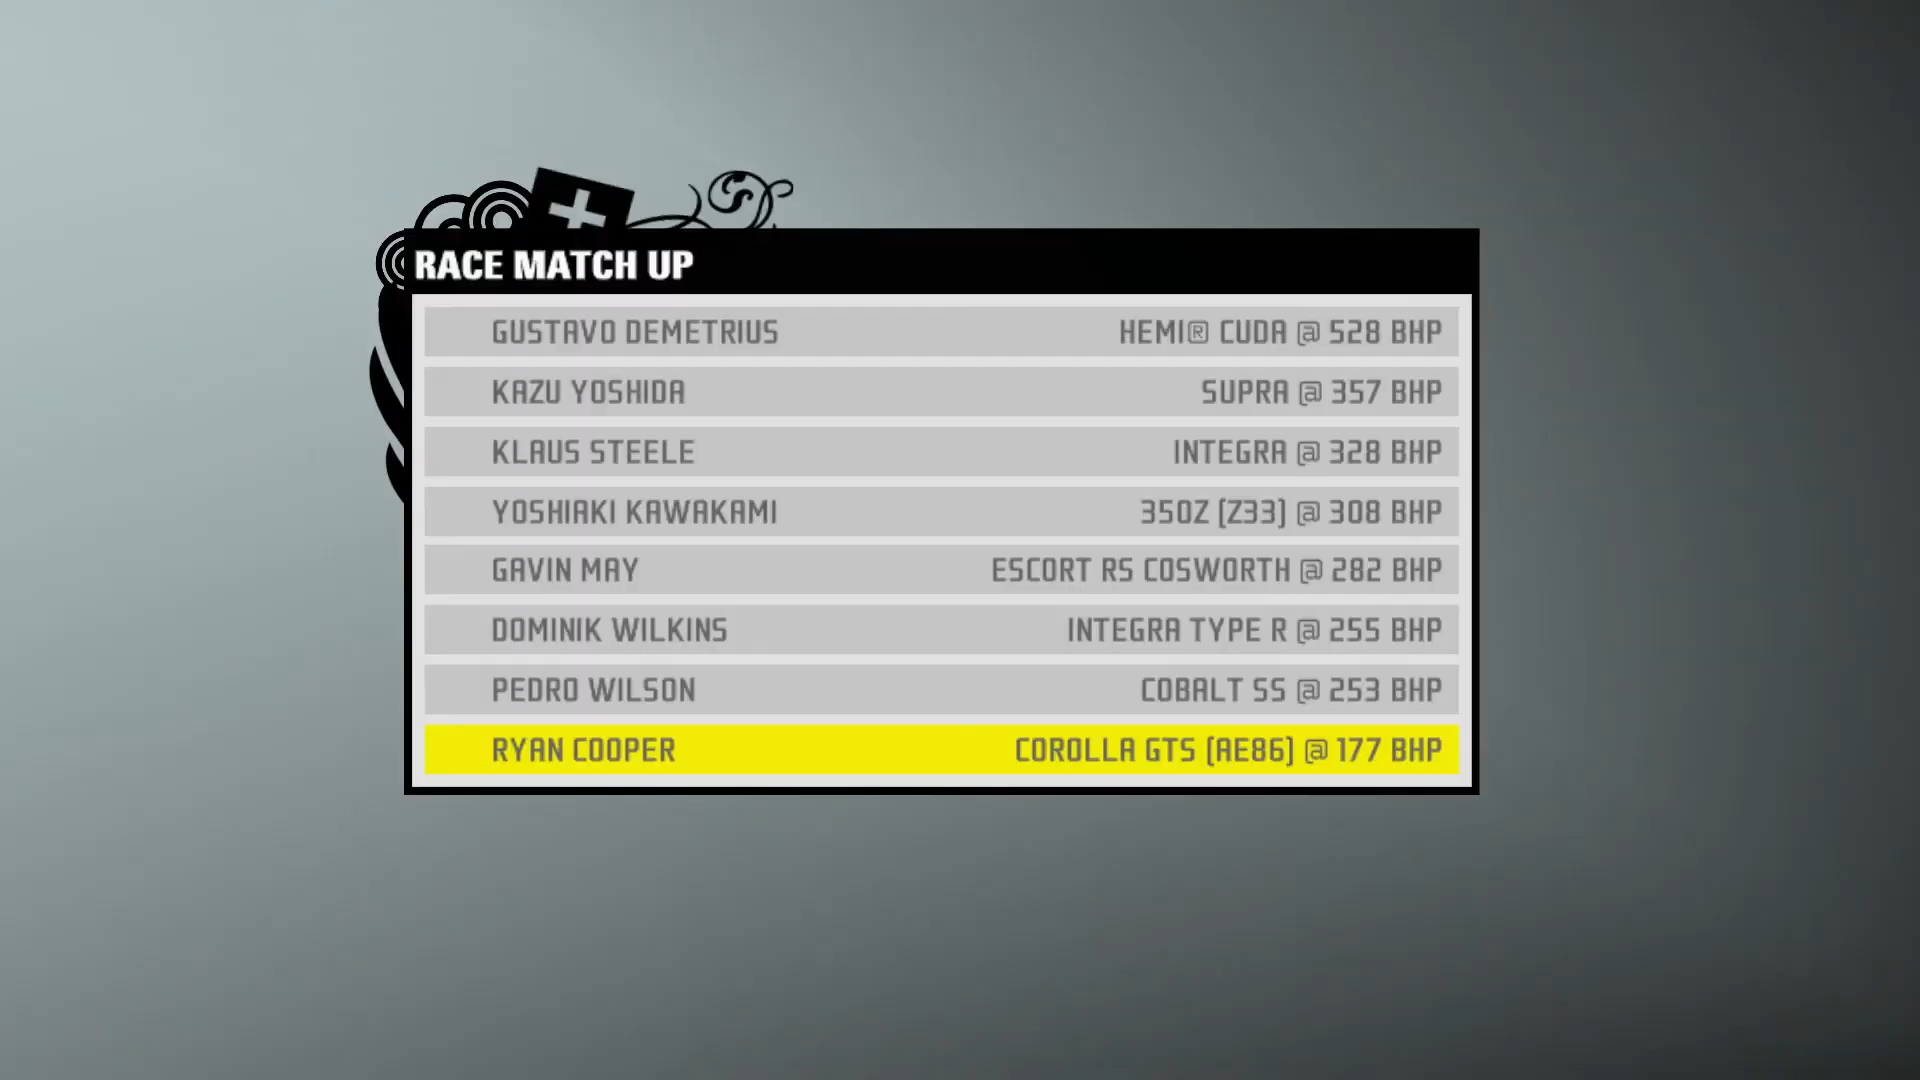 RACE MATCH UP
GUSTAVO DEMETRIUS HEMI® CUDA @ 528 BHP
KAZU YOSHIDA SUPRA @ 357 BHP
KLAUS STEELE INTEGRA @ 328 BHP
YOSHIAKI KAWAKAMI 350Z (Z33) @ 308 BHP
GAVIN MAY ESCORT RS COSWORTH @ 282 BHP
DOMINIK WILKINS INTEGRA TYPE R @ 255 BHP
PEDRO WILSON COBALT SS @ 253 BHP
RYAN COOPER COROLLA GTS (AE86) @ 177 BHP